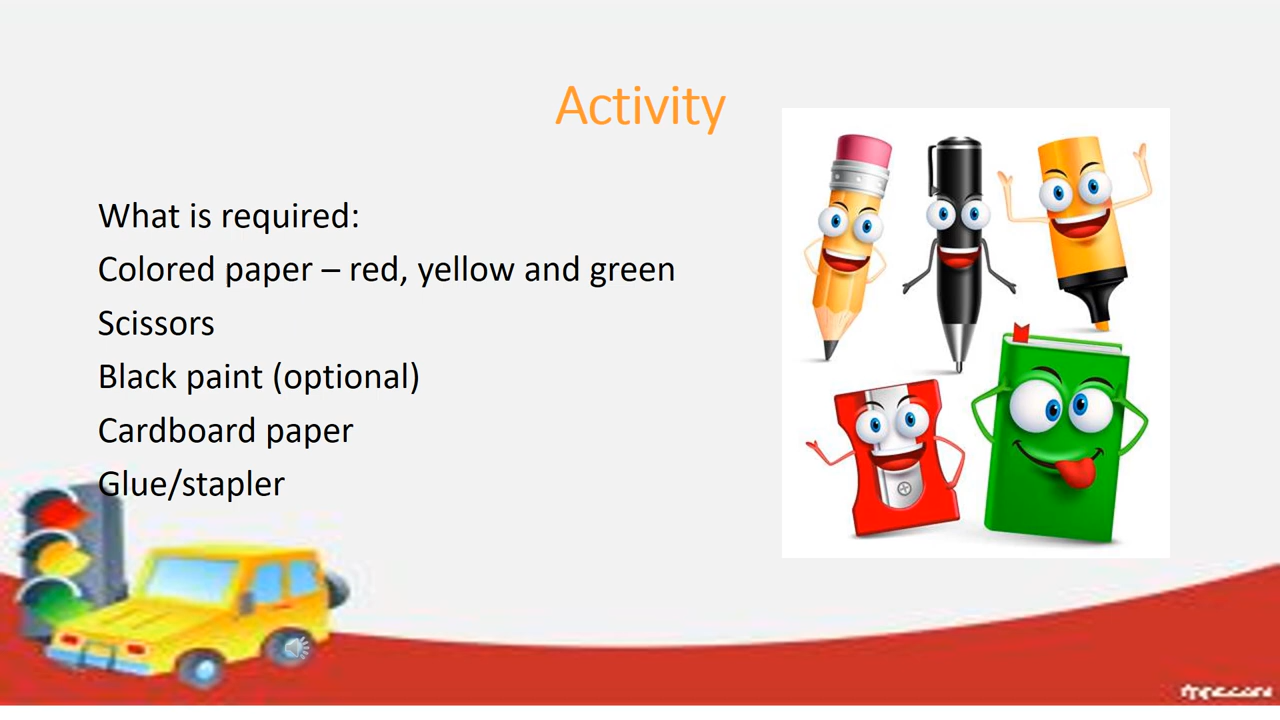 Activity
What is required:
Colored paper – red, yellow and green
Scissors
Black paint (optional)
Cardboard paper
Glue/stapler